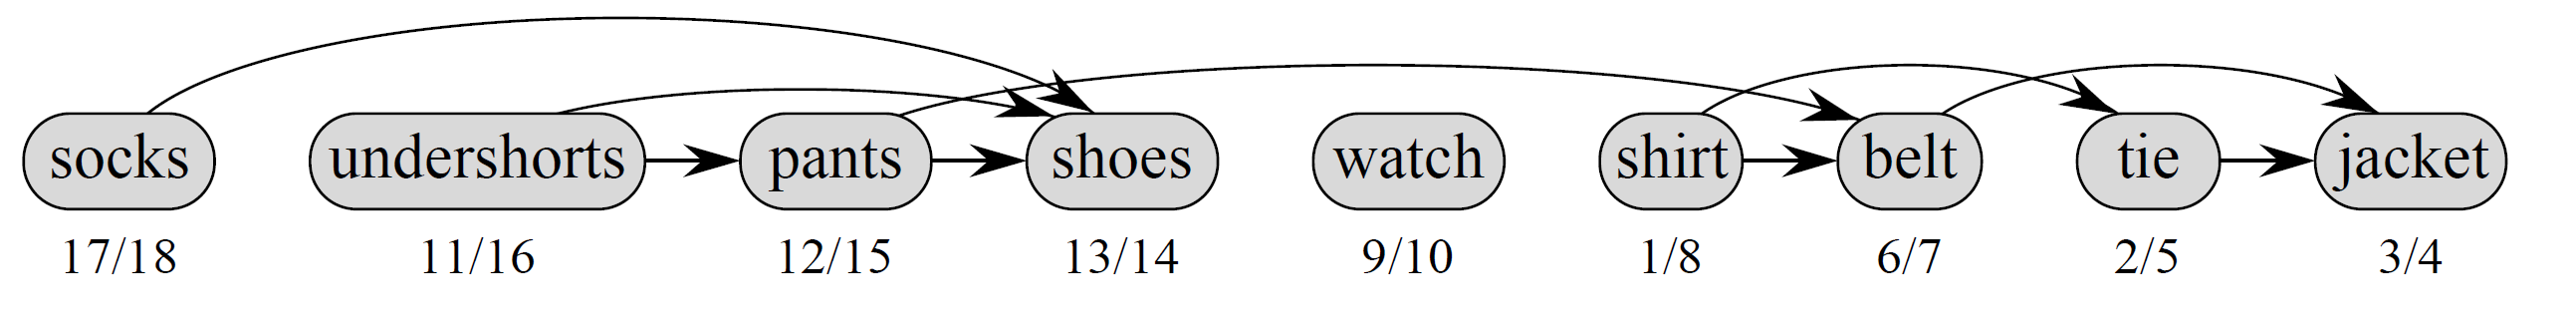 socks undershorts pants shoes watch shirt belt tie jacket
17/18 11/16 12/15 13/14 9/10 1/8 6/7 2/5 3/4